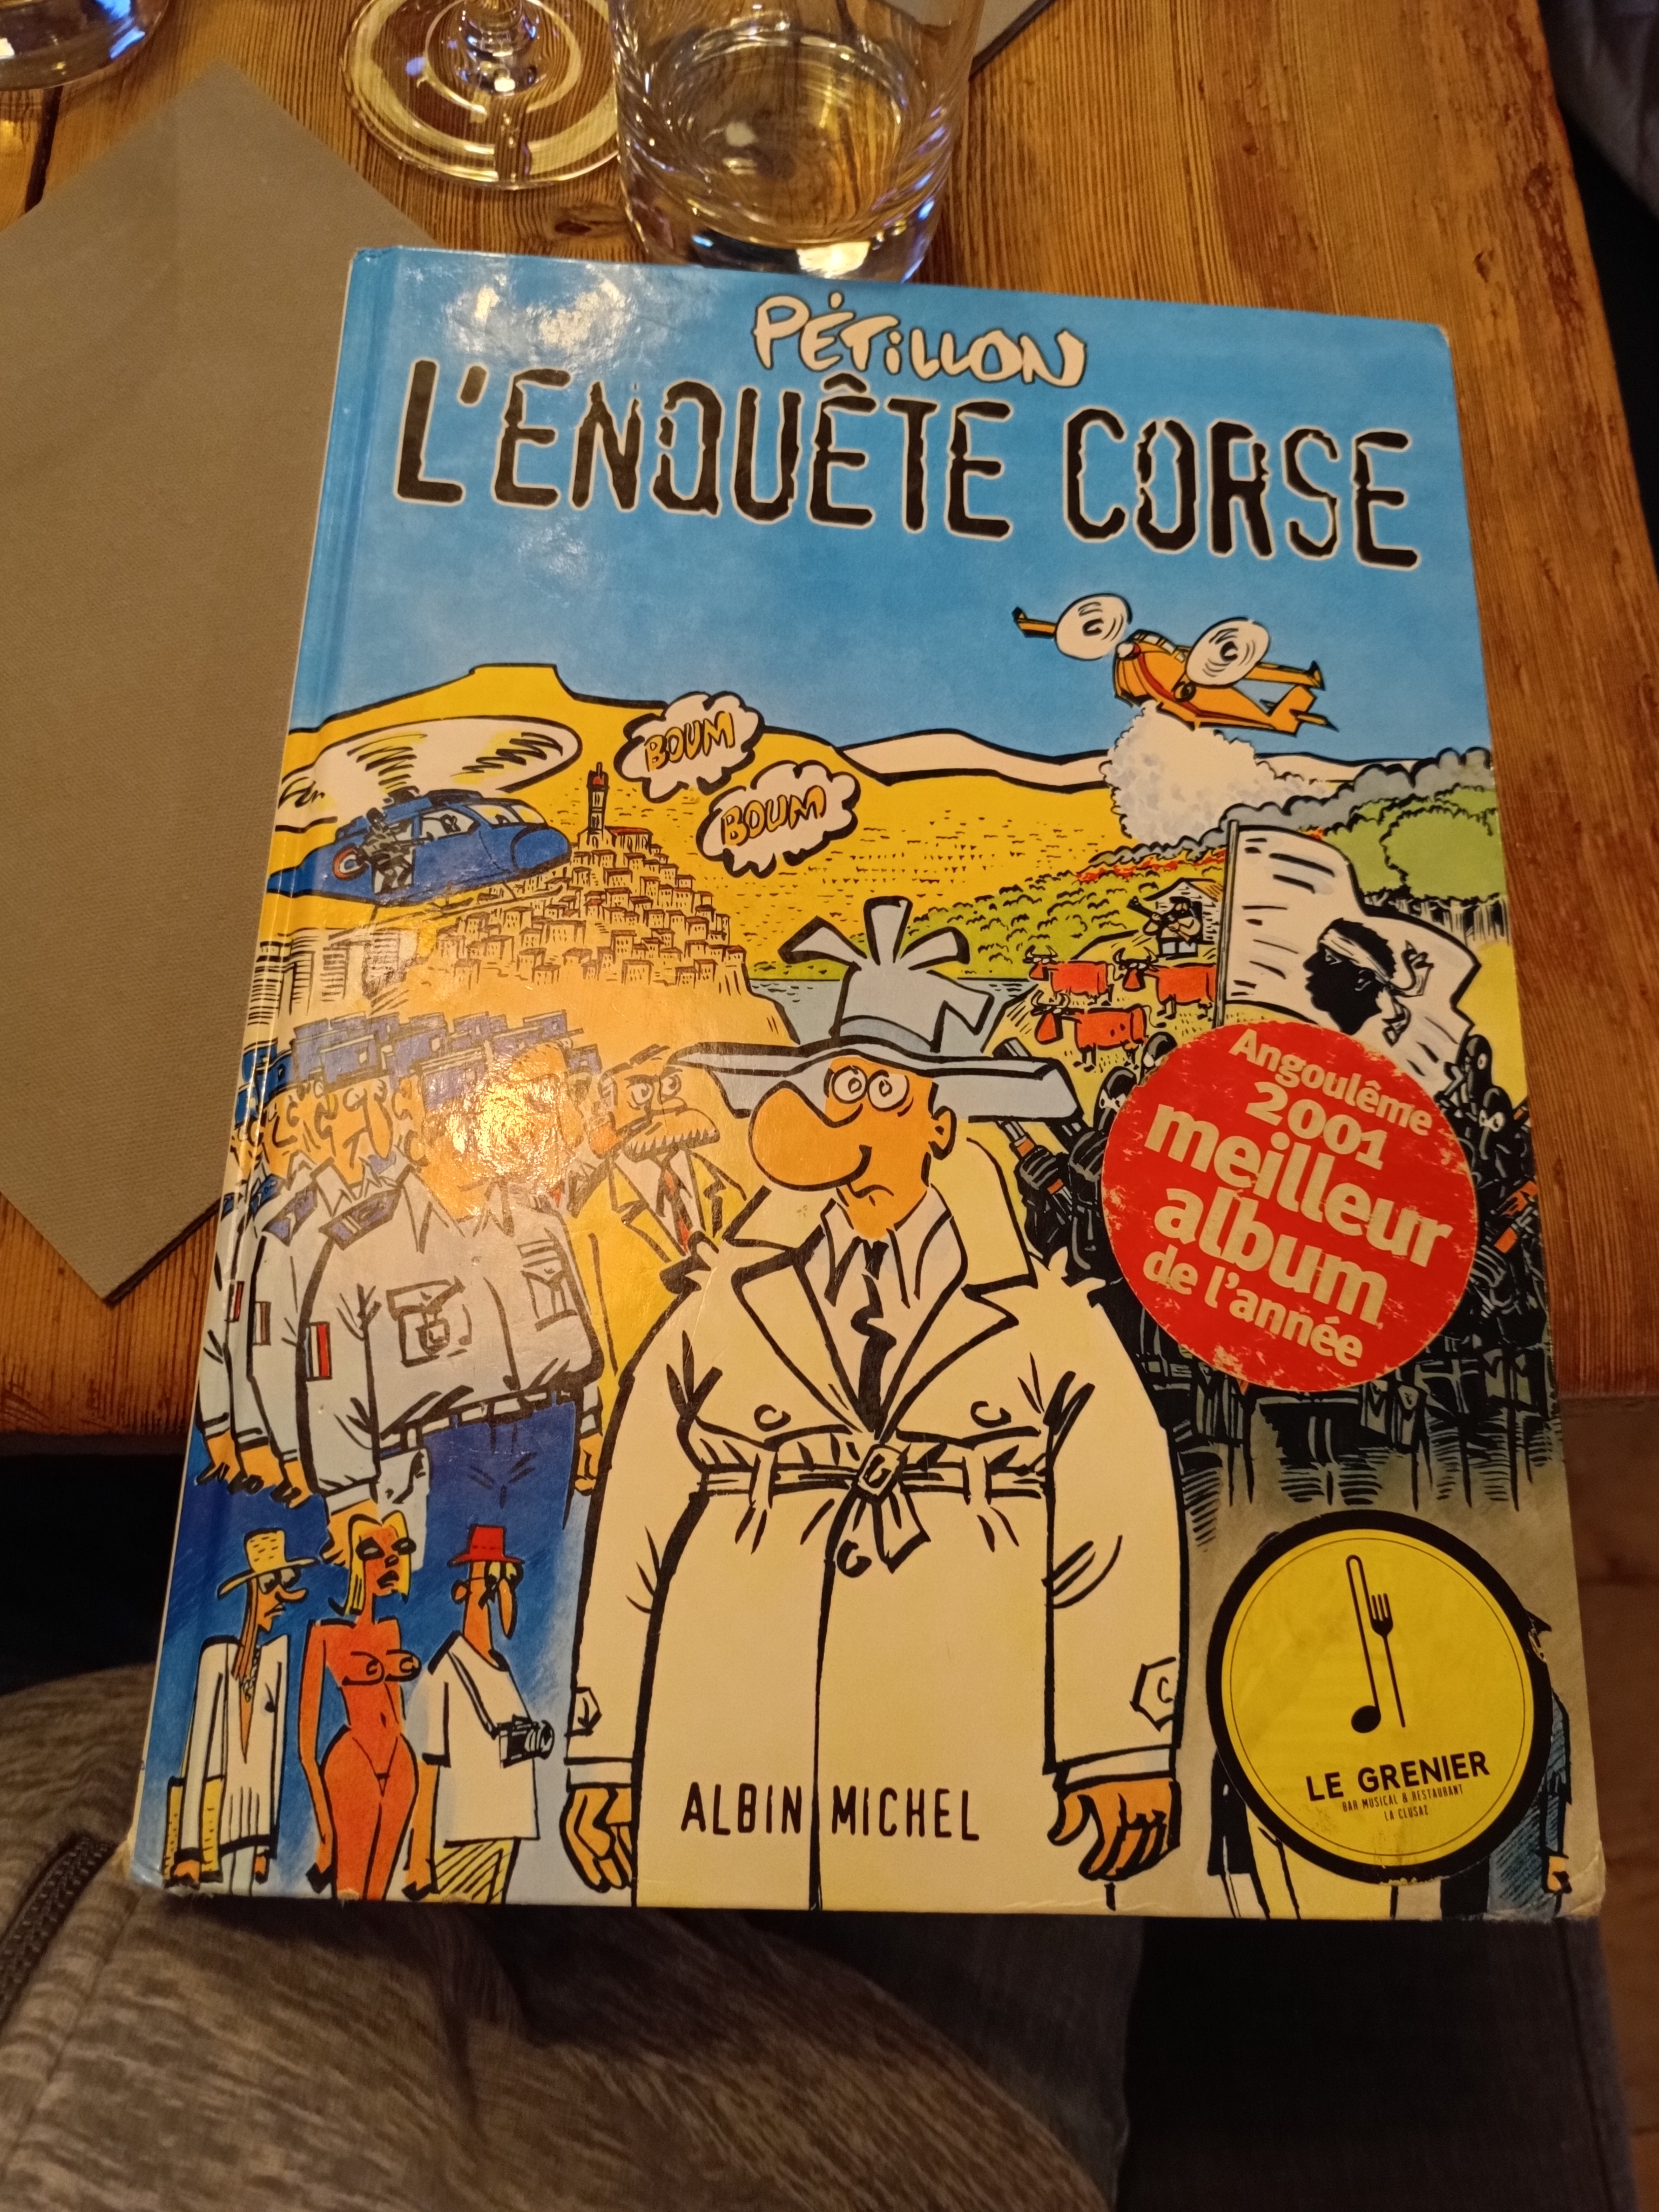 PÉTILLON
L'ENQUÊTE CORSE
BOUM
BOUM
Angoulême
2001
meilleur
album
de l'année
ALBIN MICHEL
LE GRENIER
BAR MUSICAL & RESTAURANT
LA CLUSAZ